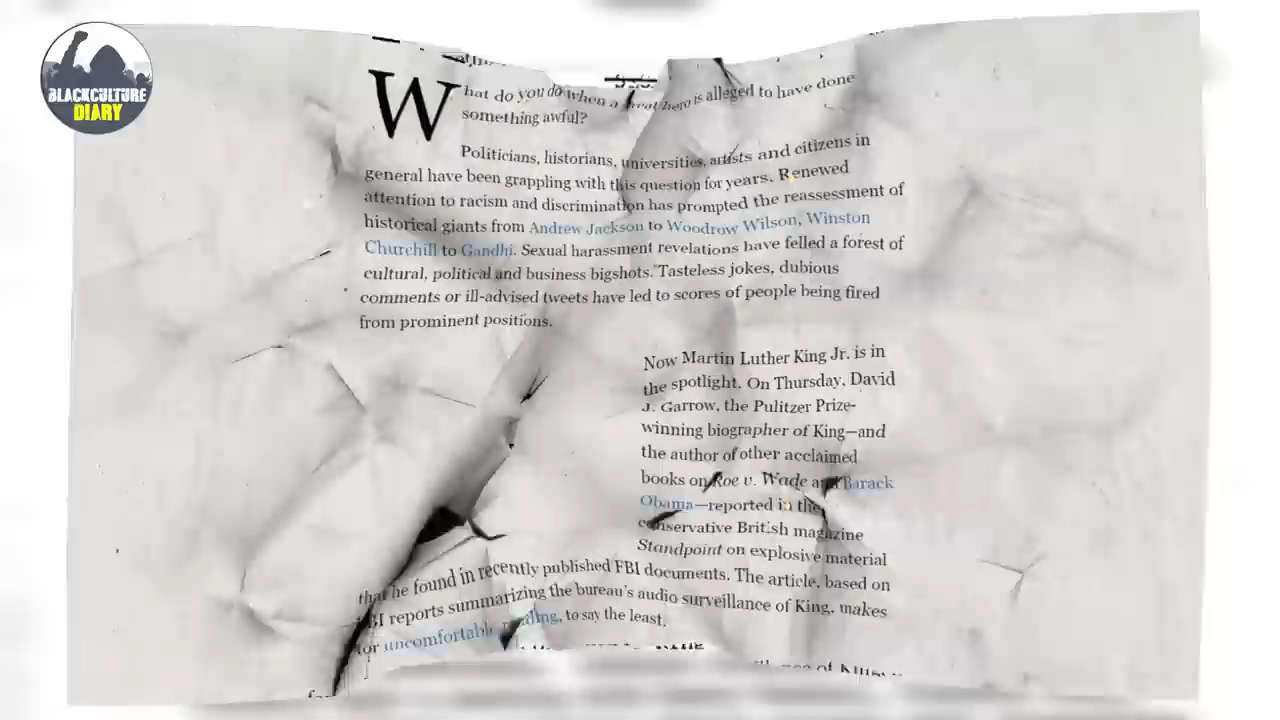 BLACKCULTURE
DIARY
What do you do when a great hero is alleged to have done
something awful?
Politicians, historians, universities, artists and citizens in
general have been grappling with this question for years. Renewed
attention to racism and discrimination has prompted the reassessment of
historical giants from Andrew Jackson to Woodrow Wilson, Winston
Churchill to Gandhi. Sexual harassment revelations have felled a forest of
cultural, political and business bigshots. Tasteless jokes, dubious
comments or ill-advised tweets have led to scores of people being fired
from prominent positions.
Now Martin Luther King Jr. is in
the spotlight. On Thursday, David
J. Garrow, the Pulitzer Prize-
winning biographer of King—and
the author of other acclaimed
books on Roe v. Wade and Barack
Obama—reported in the
conservative British magazine
Standpoint on explosive material
that he found in recently published FBI documents. The article, based on
FBI reports summarizing the bureau's audio surveillance of King, makes
for uncomfortable reading, to say the least.
of King